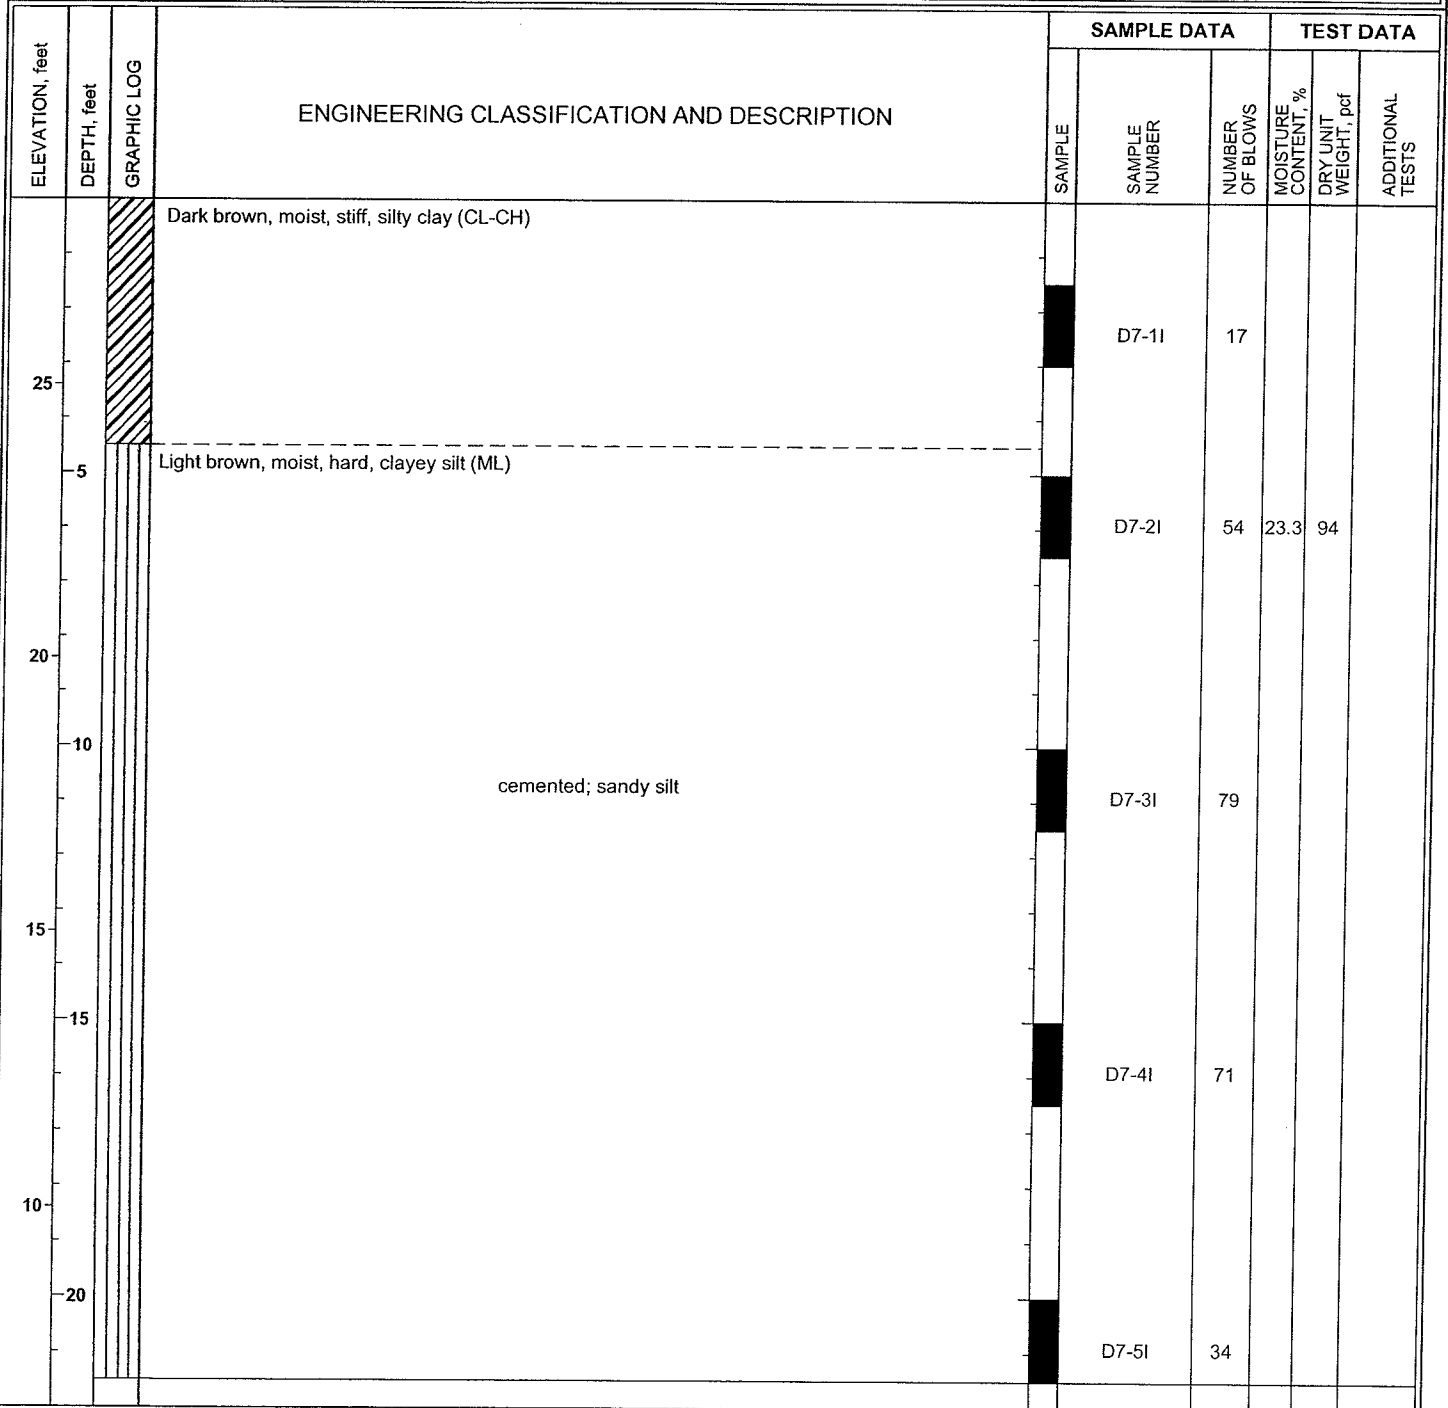 SAMPLE DATA
TEST DATA
ELEVATION, feet
DEPTH, feet
GRAPHIC LOG
ENGINEERING CLASSIFICATION AND DESCRIPTION
SAMPLE
SAMPLE
NUMBER
NUMBER
OF BLOWS
MOISTURE
CONTENT, %
DRY UNIT
WEIGHT, pcf
ADDITIONAL
TESTS
Dark brown, moist, stiff, silty clay (CL-CH)
D7-1I 17
25
Light brown, moist, hard, clayey silt (ML)
5
D7-2I 54 23.3 94
20
10
cemented; sandy silt
D7-3I 79
15
15
D7-4I 71
10
20
D7-5I 34